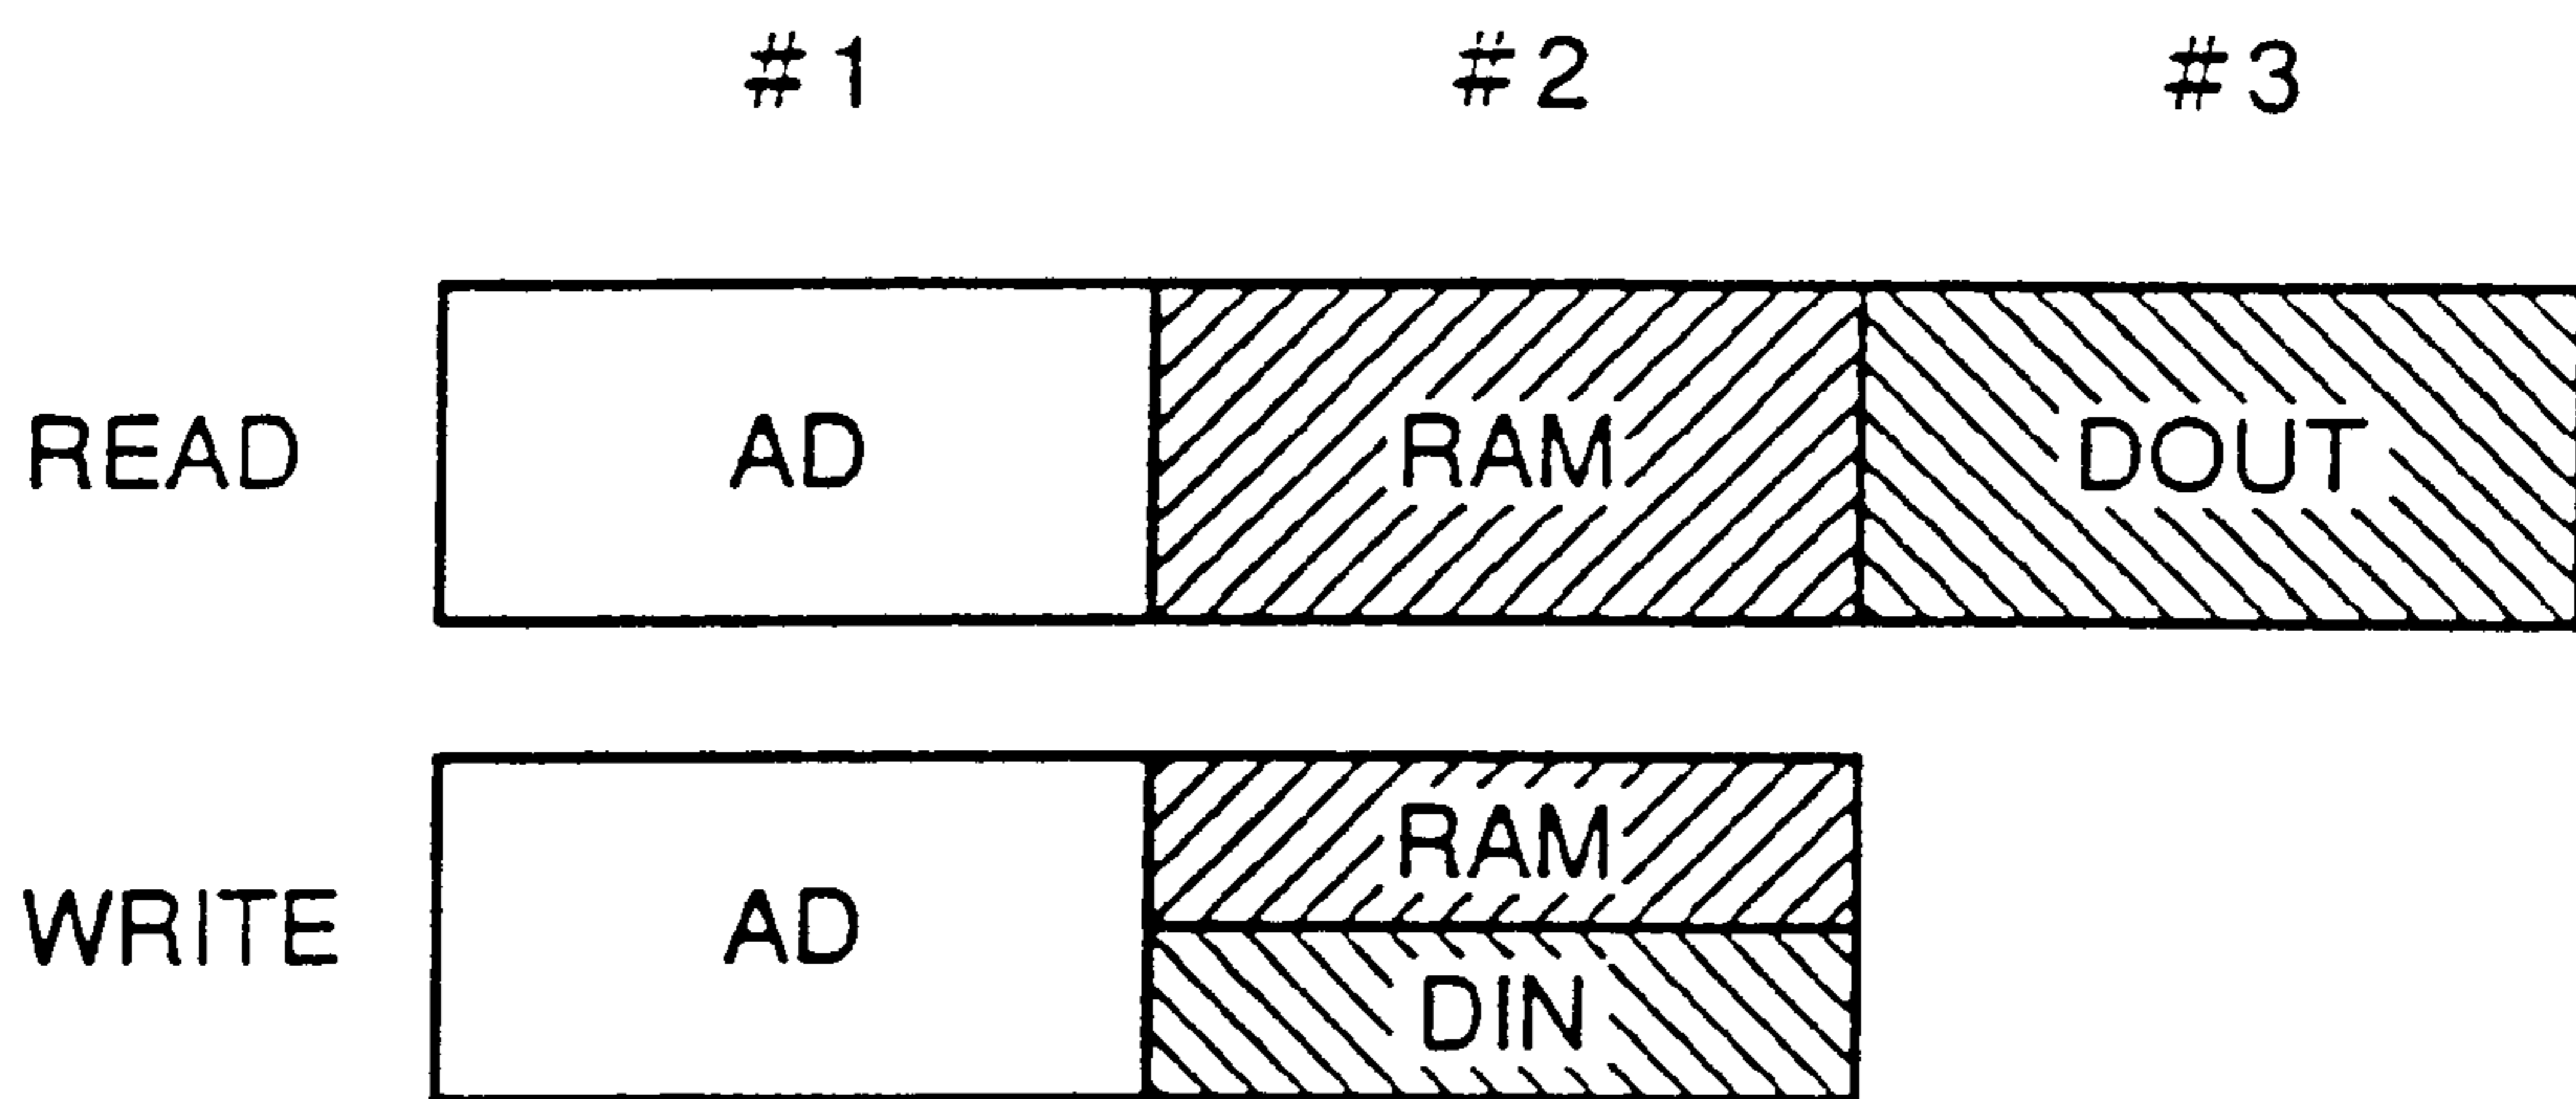 #1 #2 #3
READ AD RAM DOUT
RAM
WRITE AD
DIN